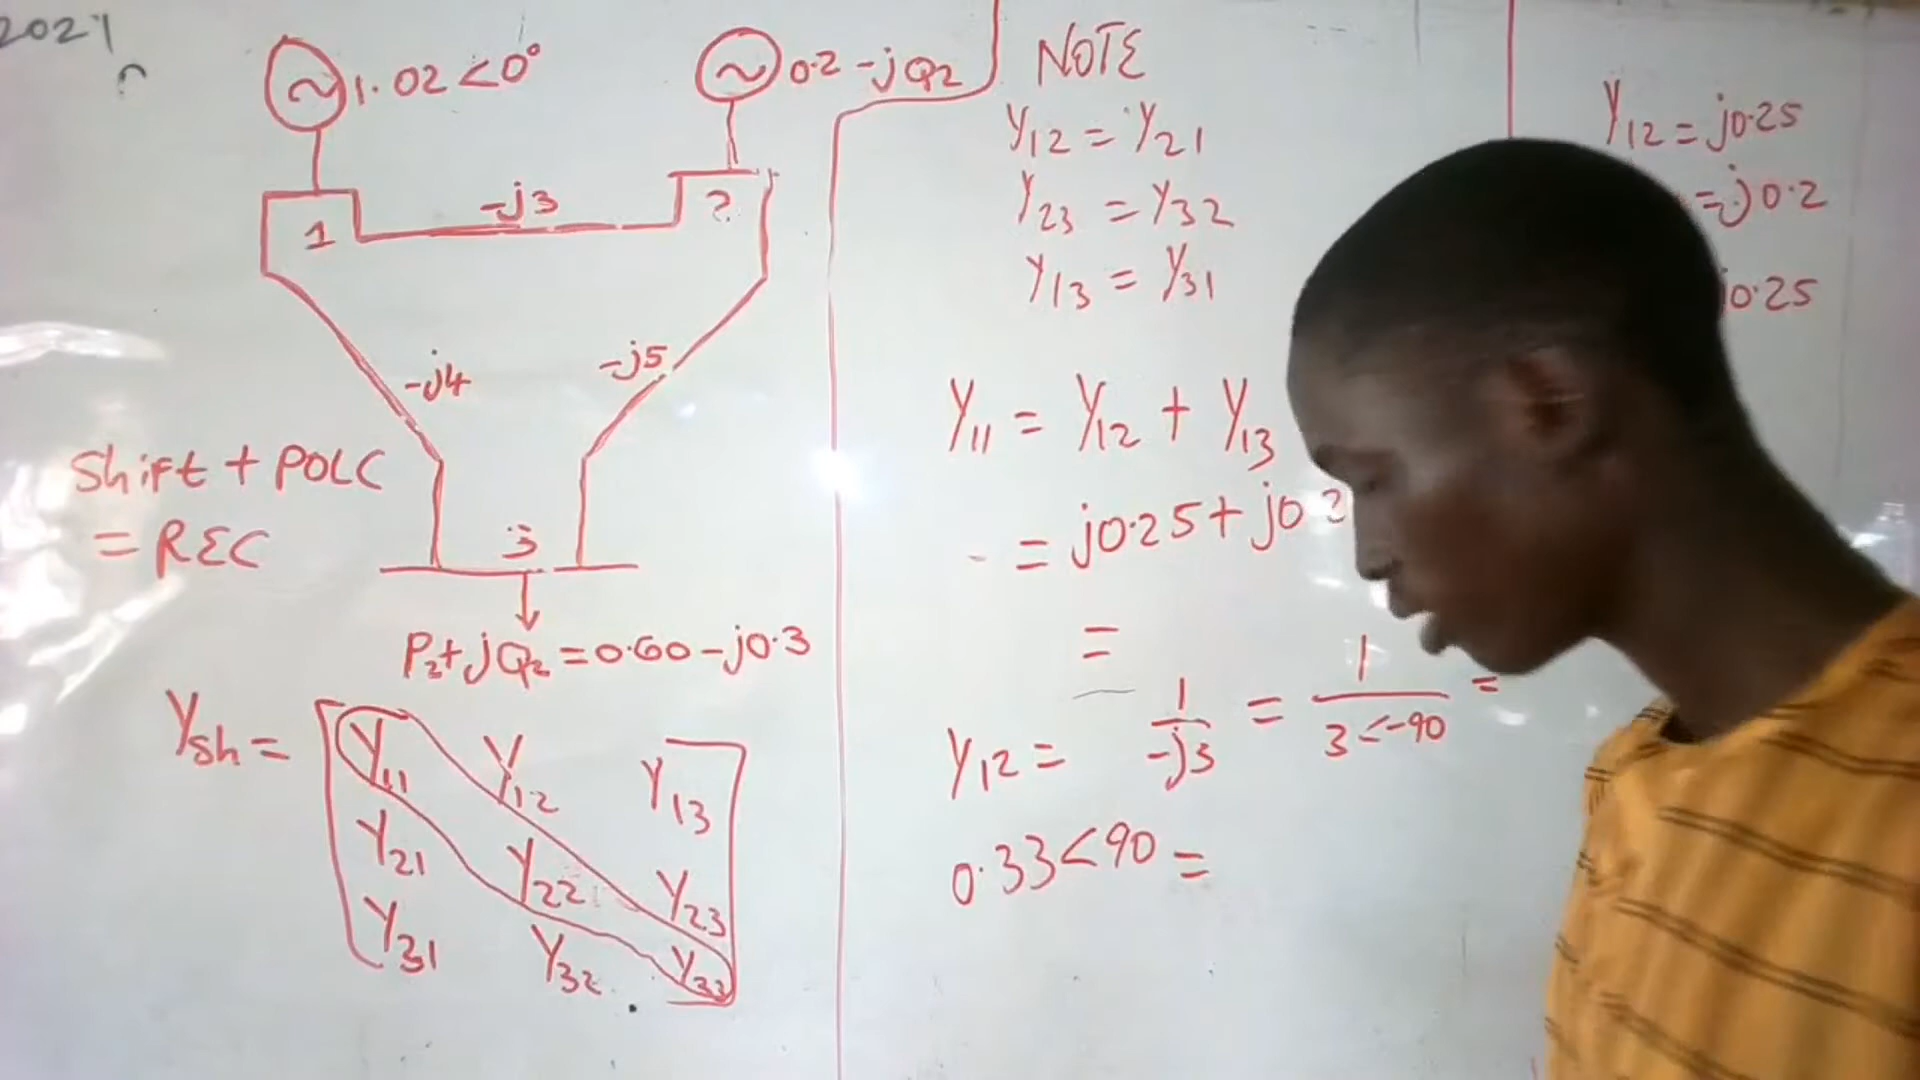 2021
1.02<0°
0.2-jQ2
-j3
1
2
-j4
-j5
Shift + POLC
= REC
3
P2+jQ2=0.60-j0.3
Ysh=
Y11 Y12 Y13
Y21 Y22 Y23
Y31 Y32 Y33
NOTE
Y12 = Y21
Y23 = Y32
Y13 = Y31
Y11 = Y12 + Y13
= j0.25+j0.2
=
Y12 = 1/-j3 = 1/3<-90 =
0.33<90 =
Y12 = j0.25
=j0.2
j0.25